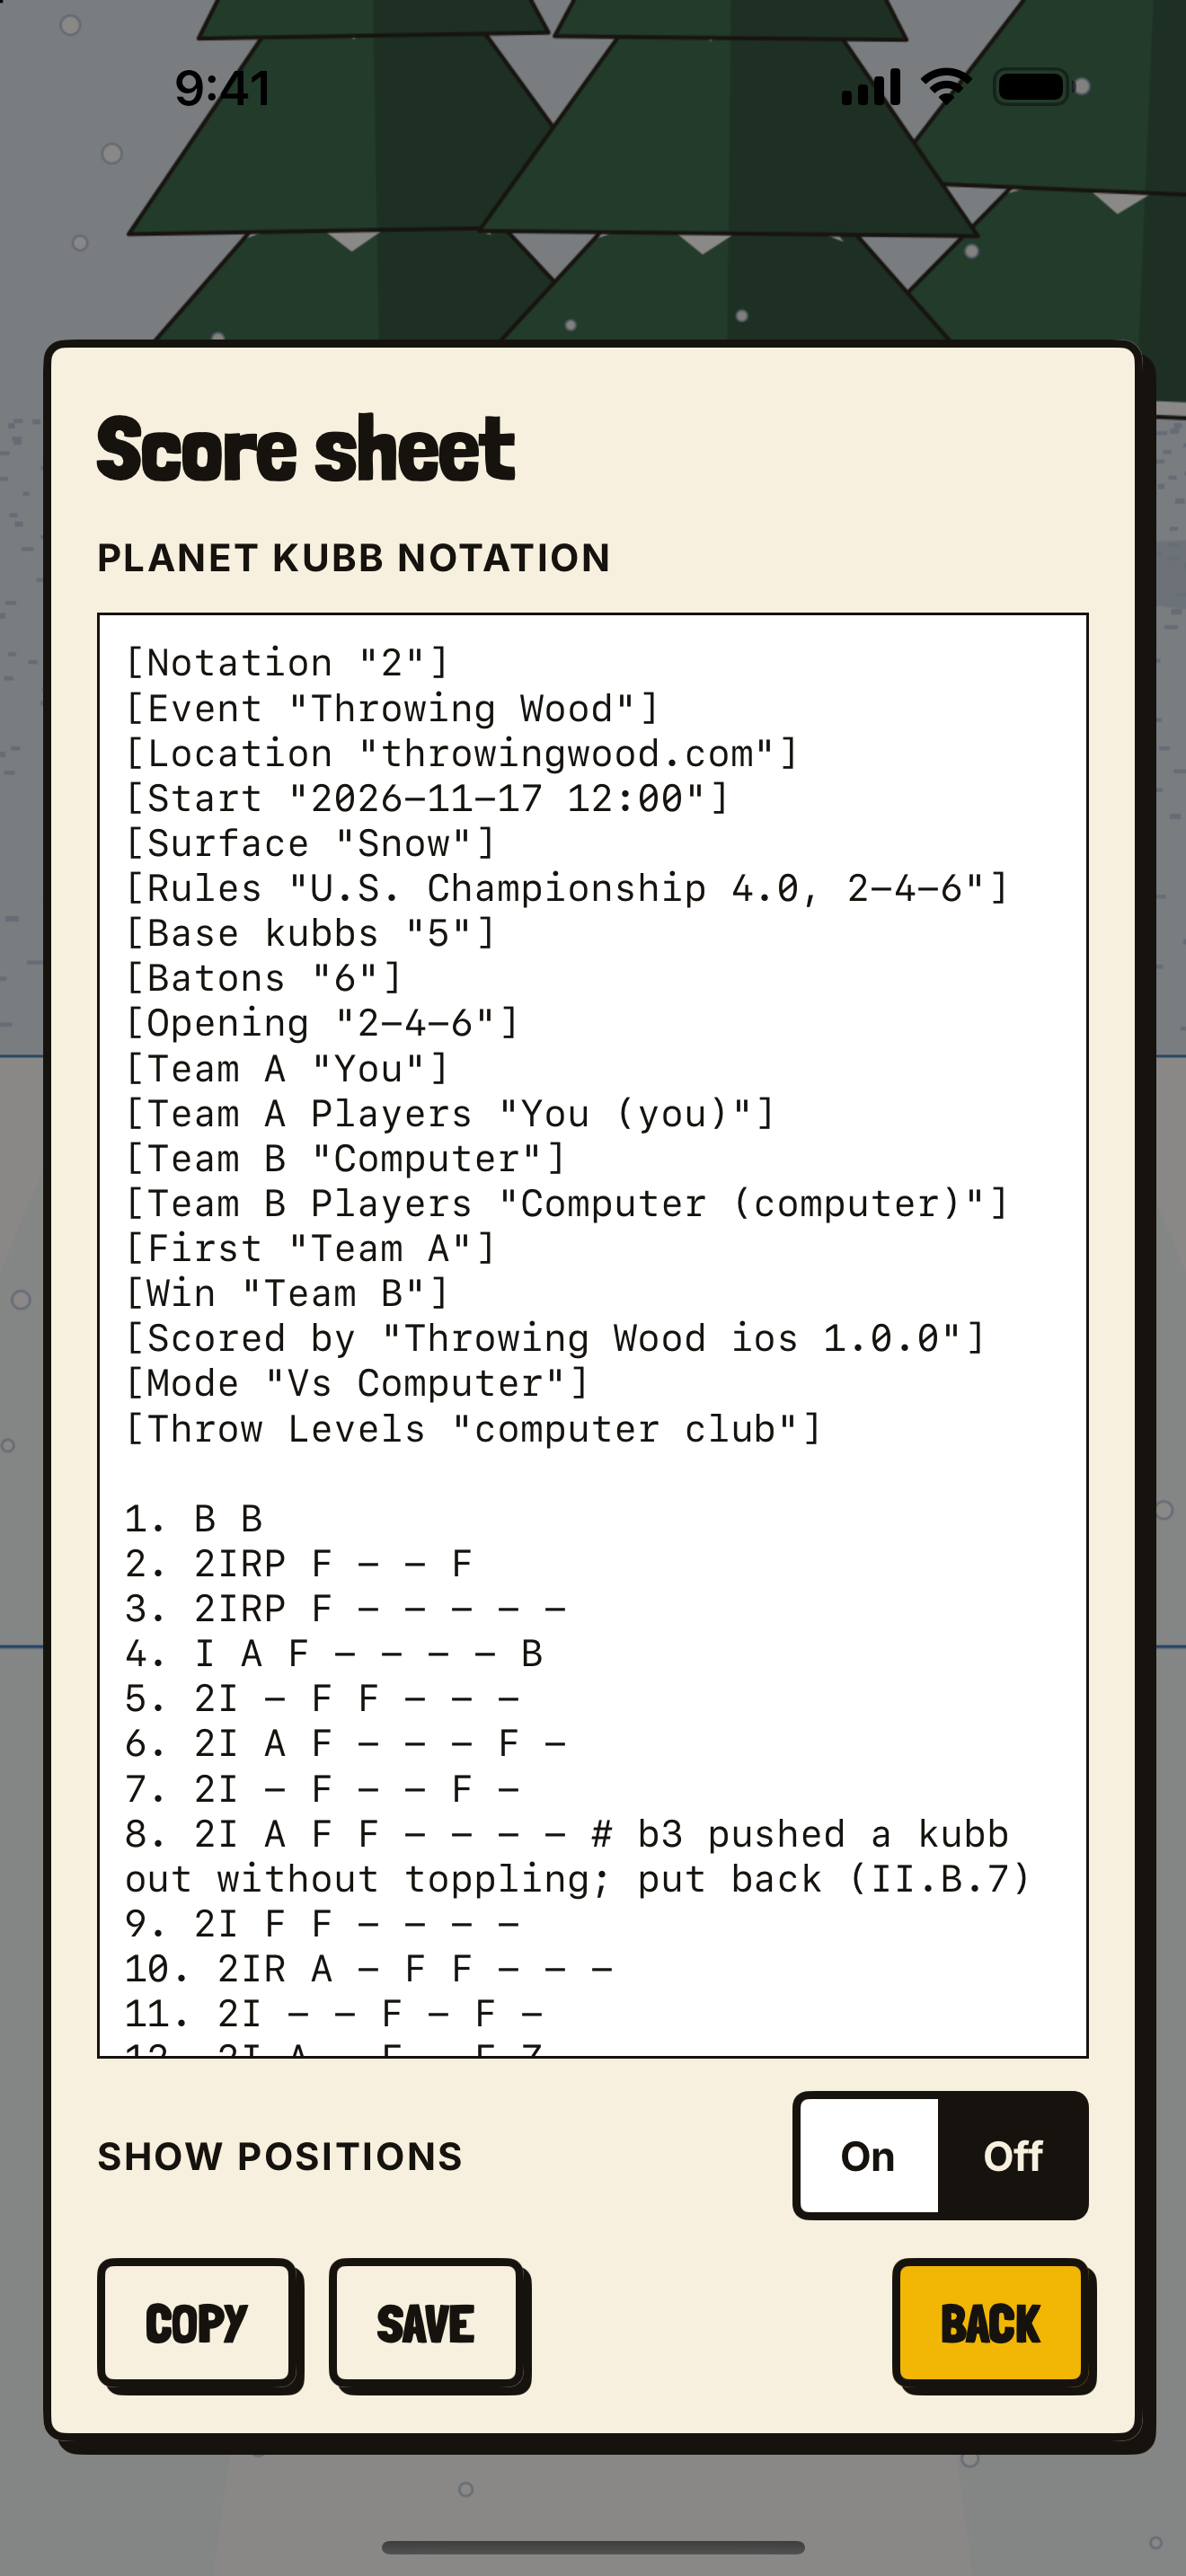 9:41
Score sheet
PLANET KUBB NOTATION
[Notation "2"]
[Event "Throwing Wood"]
[Location "throwingwood.com"]
[Start "2026-11-17 12:00"]
[Surface "Snow"]
[Rules "U.S. Championship 4.0, 2-4-6"]
[Base kubbs "5"]
[Batons "6"]
[Opening "2-4-6"]
[Team A "You"]
[Team A Players "You (you)"]
[Team B "Computer"]
[Team B Players "Computer (computer)"]
[First "Team A"]
[Win "Team B"]
[Scored by "Throwing Wood ios 1.0.0"]
[Mode "Vs Computer"]
[Throw Levels "computer club"]
1. B B
2. 2IRP F - - F
3. 2IRP F - - - - -
4. I A F - - - - B
5. 2I - F F - - -
6. 2I A F - - - F -
7. 2I - F - - F -
8. 2I A F F - - - - # b3 pushed a kubb
out without toppling; put back (II.B.7)
9. 2I F F - - - -
10. 2IR A - F F - - -
11. 2I - - F - F -
SHOW POSITIONS
On Off
COPY SAVE BACK